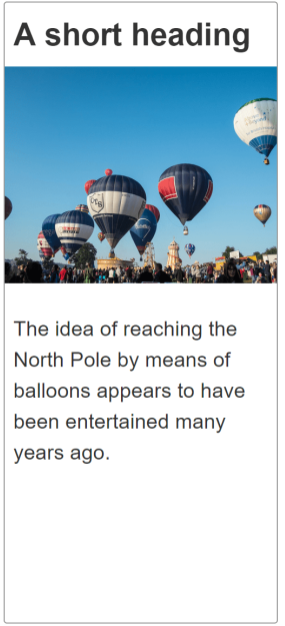 A short heading
The idea of reaching the
North Pole by means of
balloons appears to have
been entertained many
years ago.